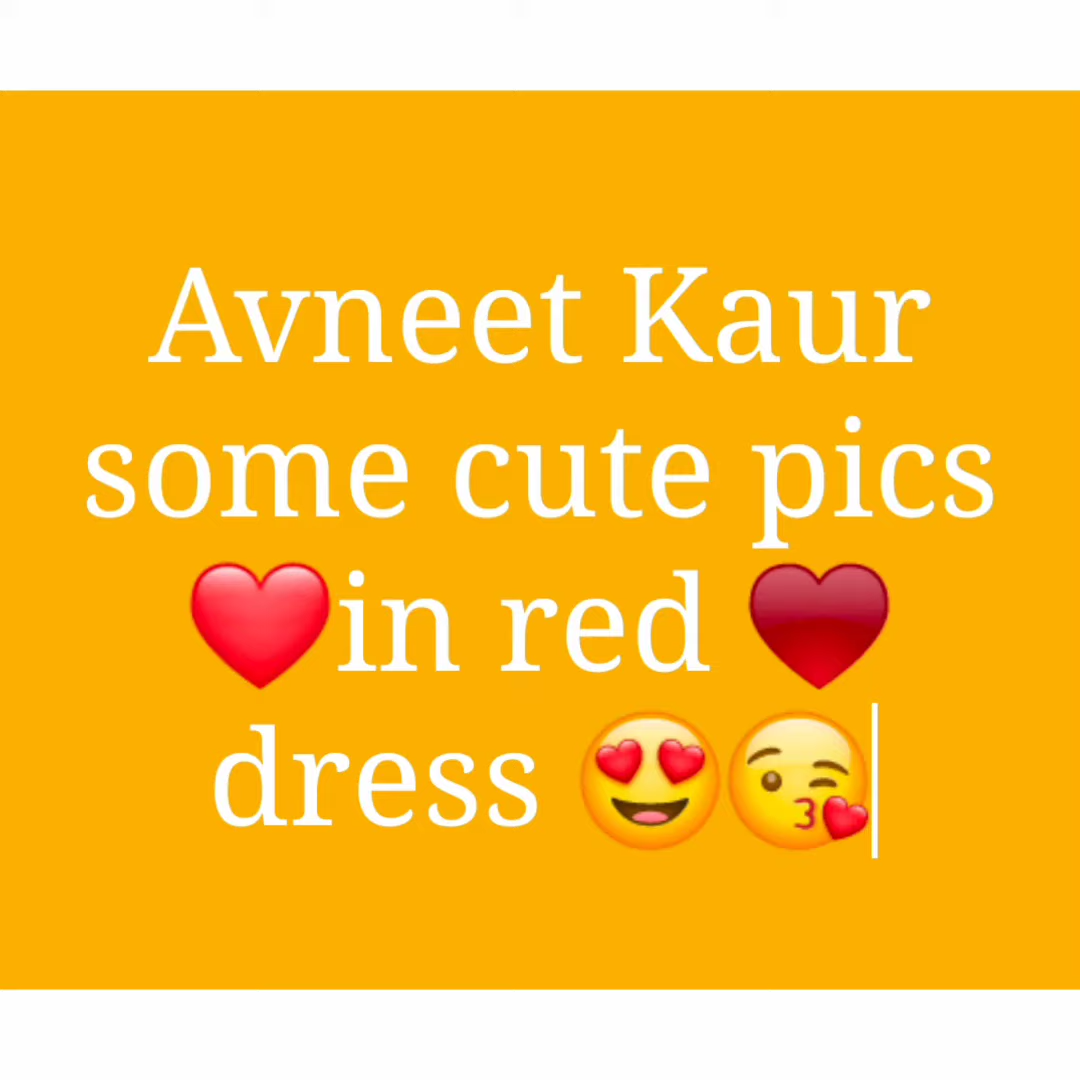 Avneet Kaur
some cute pics
❤️in red ♥️
dress 😍😘